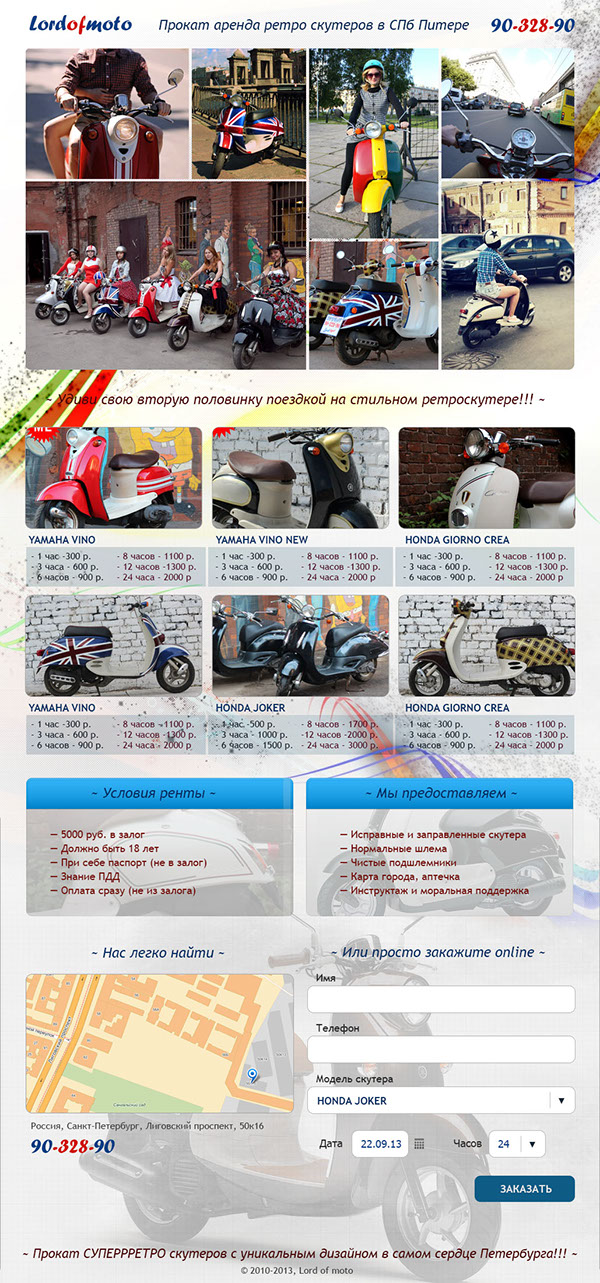 Lordofmoto
Прокат аренда ретро скутеров в СПб Питере
90-328-90
~ Удиви свою вторую половинку поездкой на стильном ретроскутере!!! ~
YAMAHA VINO
- 1 час -300 р. - 8 часов - 1100 р.
- 3 часа - 600 р. - 12 часов -1300 р.
- 6 часов - 900 р. - 24 часа - 2000 р
YAMAHA VINO NEW
- 1 час -300 р. - 8 часов - 1100 р.
- 3 часа - 600 р. - 12 часов -1300 р.
- 6 часов - 900 р. - 24 часа - 2000 р
HONDA GIORNO CREA
- 1 час -300 р. - 8 часов - 1100 р.
- 3 часа - 600 р. - 12 часов -1300 р.
- 6 часов - 900 р. - 24 часа - 2000 р
YAMAHA VINO
- 1 час -300 р. - 8 часов - 1100 р.
- 3 часа - 600 р. - 12 часов -1300 р.
- 6 часов - 900 р. - 24 часа - 2000 р
HONDA JOKER
- 1 час -500 р. - 8 часов - 1700 р.
- 3 часа - 1000 р. - 12 часов -2000 р.
- 6 часов - 1500 р. - 24 часа - 3000 р.
HONDA GIORNO CREA
- 1 час -300 р. - 8 часов - 1100 р.
- 3 часа - 600 р. - 12 часов -1300 р.
- 6 часов - 900 р. - 24 часа - 2000 р
~ Условия ренты ~
— 5000 руб. в залог
— Должно быть 18 лет
— При себе паспорт (не в залог)
— Знание ПДД
— Оплата сразу (не из залога)
~ Мы предоставляем ~
— Исправные и заправленные скутера
— Нормальные шлема
— Чистые подшлемники
— Карта города, аптечка
— Инструктаж и моральная поддержка
~ Нас легко найти ~
Лиговский проспект
Россия, Санкт-Петербург, Лиговский проспект, 50к16
90-328-90
~ Или просто закажите online ~
Имя
Телефон
Модель скутера
HONDA JOKER
Дата 22.09.13 Часов 24
ЗАКАЗАТЬ
~ Прокат СУПЕРРРЕТРО скутеров с уникальным дизайном в самом сердце Петербурга!!! ~
© 2010-2013, Lord of moto